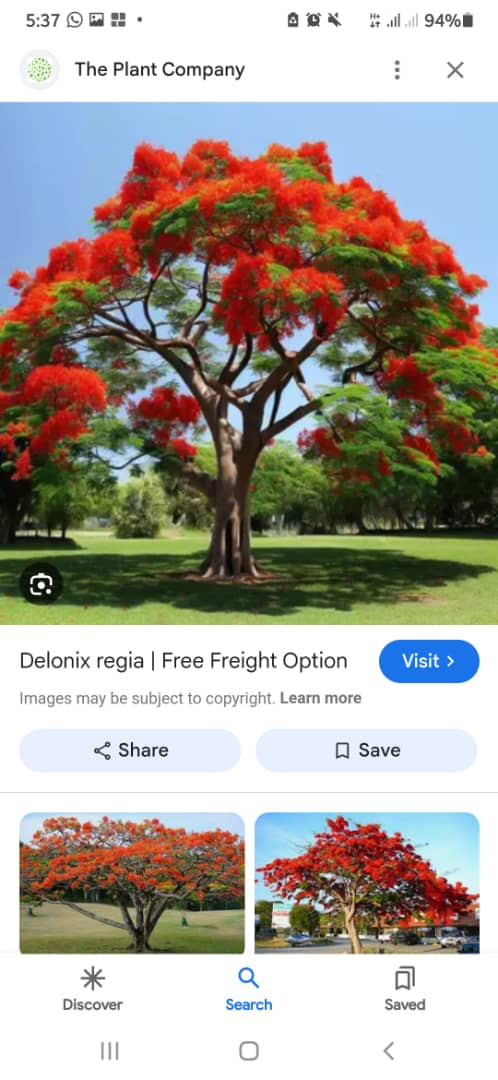 5:37
94%
The Plant Company
Delonix regia | Free Freight Option
Visit
Images may be subject to copyright. Learn more
Share
Save
Discover
Search
Saved